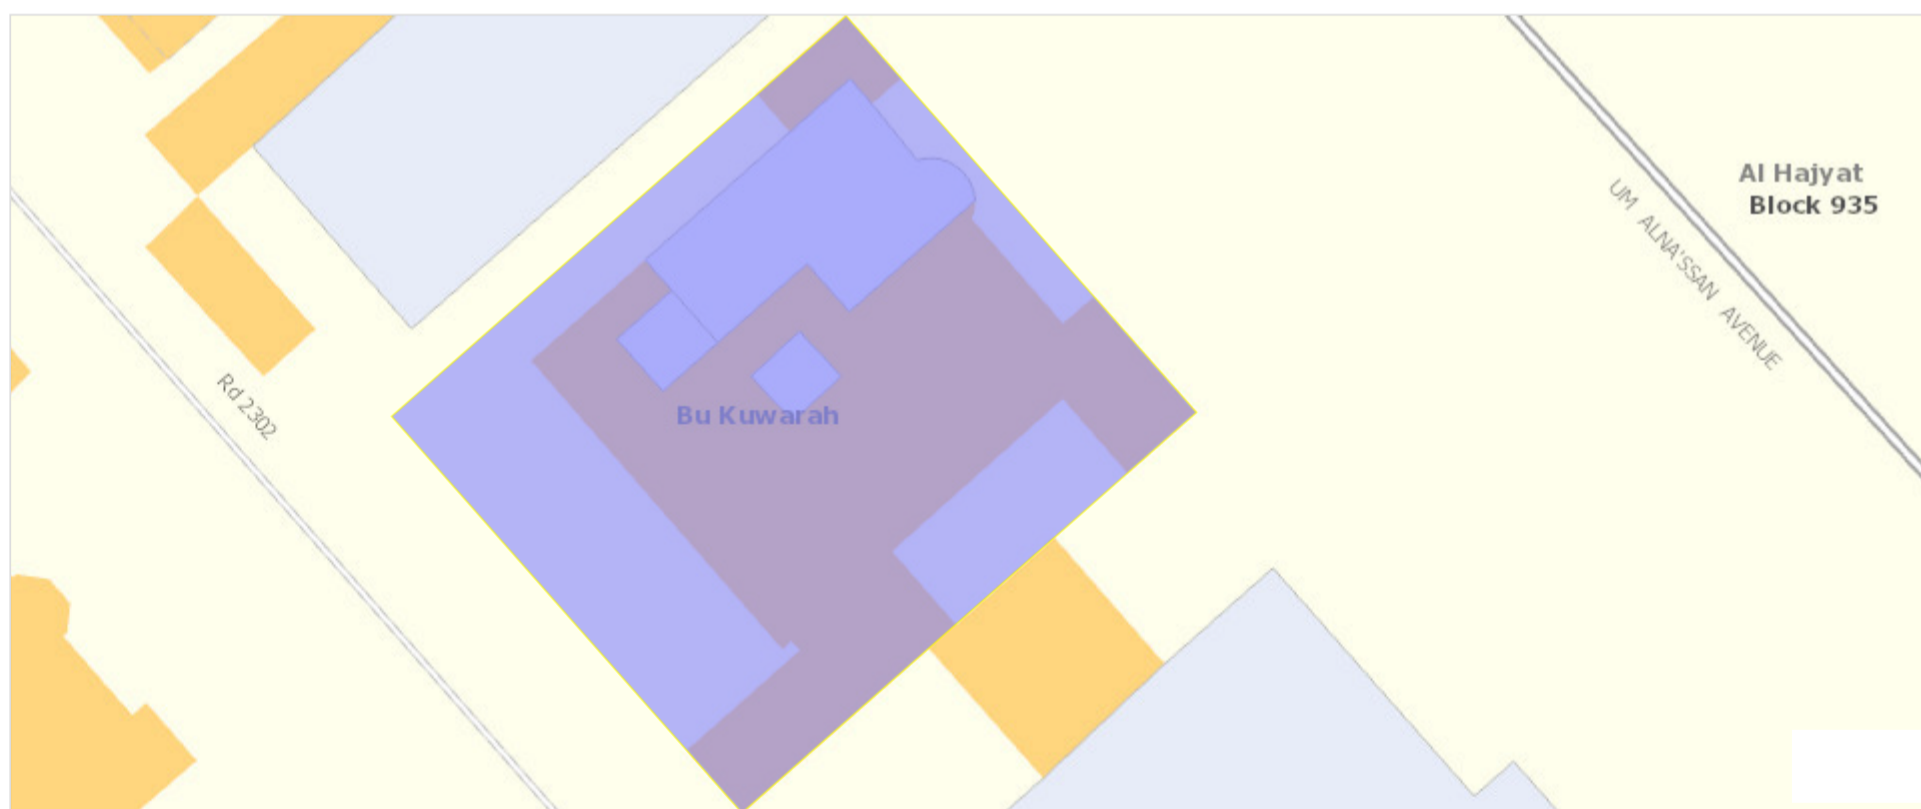 Al Hajyat
Block 935
UM ALNA'SSAN AVENUE
Rd 2302
Bu Kuwarah